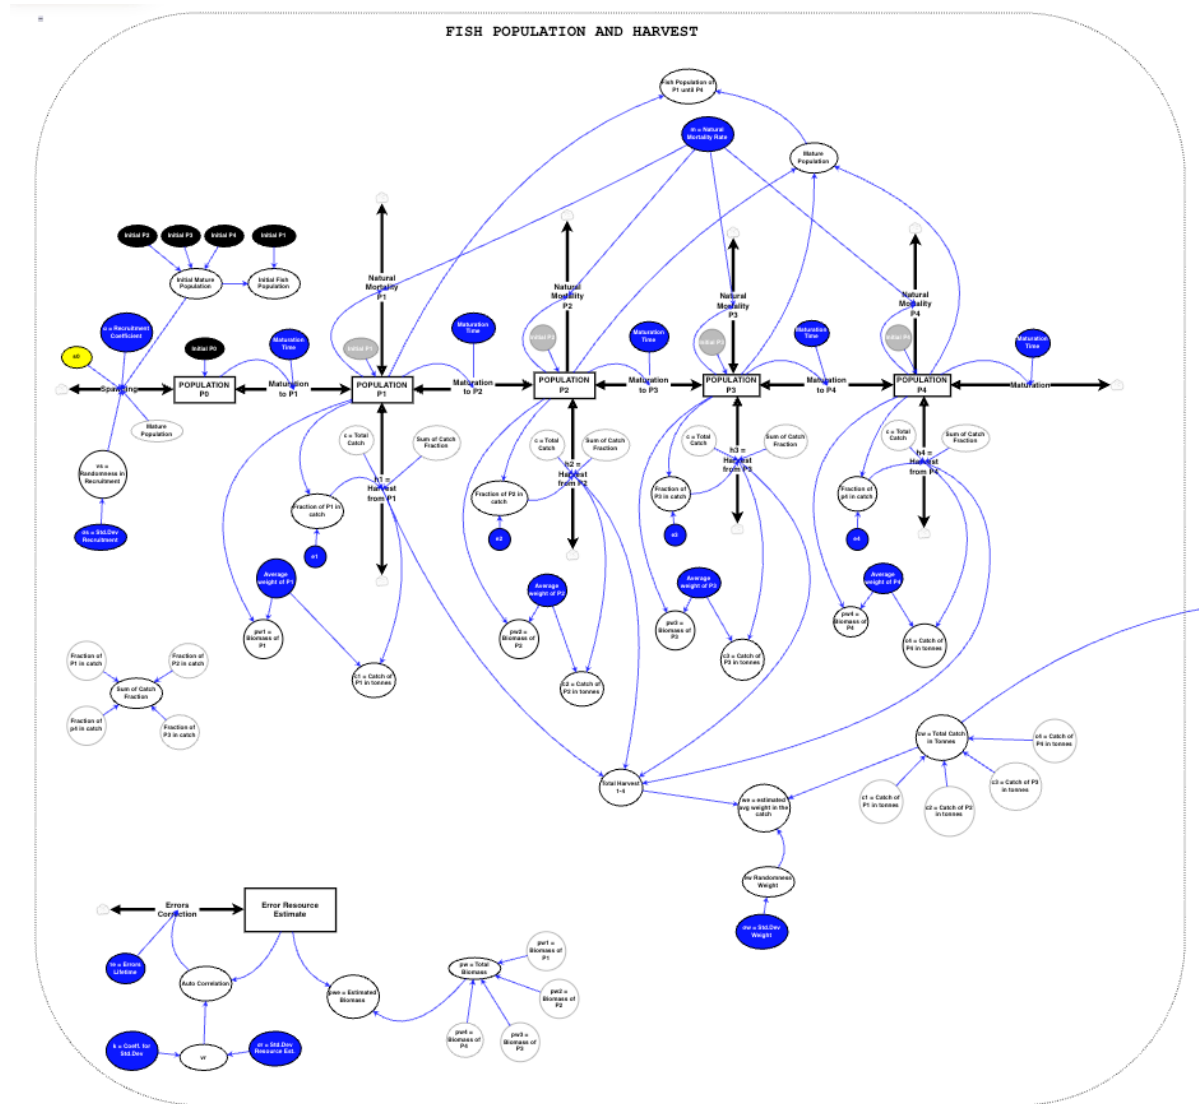 FISH POPULATION AND HARVEST
Fish Population of
P1 until P4
m = Natural
Mortality Rate
Mature
Population
Initial P2
Initial P3
Initial P4
Initial P1
Initial Mature
Population
Initial Fish
Population
Natural
Mortality
P1
Natural
Mortality
P2
Natural
Mortality
P3
Natural
Mortality
P4
Recruitment
Coefficient
Initial P0
Maturation
Time
Initial P1
Maturation
Time
Initial P2
Maturation
Time
Initial P3
Maturation
Time
Initial P4
Maturation
Time
Spawning
POPULATION
P0
Maturation
to P1
POPULATION
P1
Maturation
to P2
POPULATION
P2
Maturation
to P3
POPULATION
P3
Maturation
to P4
POPULATION
P4
Maturation
Mature
Population
c = Total
Catch
Sum of Catch
Fraction
c = Total
Catch
Sum of Catch
Fraction
c = Total
Catch
Sum of Catch
Fraction
c = Total
Catch
Sum of Catch
Fraction
h1 =
Harvest
from P1
h2 =
Harvest
from P2
h3 =
Harvest
from P3
h4 =
Harvest
from P4
Randomness in
Recruitment
= Std.Dev
Recruitment
Fraction of P1 in
catch
Fraction of P2 in
catch
Fraction of
P3 in catch
Fraction of
p4 in catch
e1
e2
e3
e4
Average
weight of P1
Average
weight of P2
Average
weight of P3
Average
weight of P4
pw1 =
Biomass of
P1
pw2 =
Biomass of
P2
pw3 =
Biomass of
P3
pw4 =
Biomass of
P4
c1 = Catch of
P1 in tonnes
c2 = Catch of
P2 in tonnes
c3 = Catch of
P3 in tonnes
c4 = Catch of
P4 in tonnes
Fraction of
P1 in catch
Fraction of
P2 in catch
Sum of Catch
Fraction
Fraction of
p4 in catch
Fraction of
P3 in catch
Total Harvest
1-4
cw = Total Catch
in Tonnes
c4 = Catch of
P4 in tonnes
c3 = Catch of P3
in tonnes
c1 = Catch of
P1 in tonnes
c2 = Catch of P2
in tonnes
we = estimated
avg weight in the
catch
Randomness
Weight
= Std.Dev
Weight
Errors
Correction
Error Resource
Estimate
= Errors
Lifetime
Auto Correlation
pwe = Estimated
Biomass
pw = Total
Biomass
pw1 =
Biomass of
P1
pw2 =
Biomass of
P2
pw3 =
Biomass of
P3
pw4 =
Biomass of
P4
k = Coeff. for
Std.Dev
vr
= Std.Dev
Resource Est.